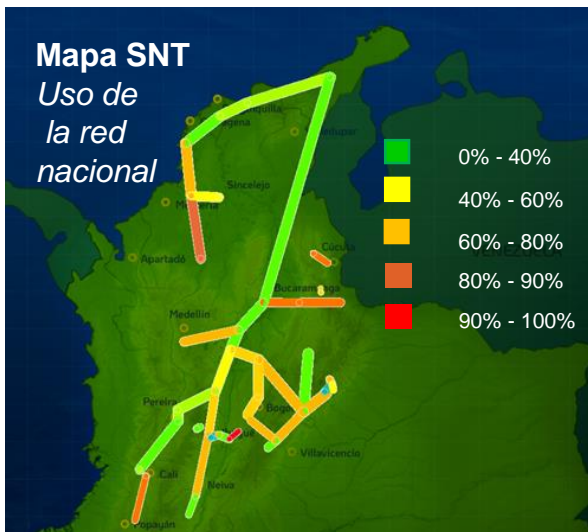 Mapa SNT
Uso de
la red
nacional
0% - 40%
40% - 60%
60% - 80%
80% - 90%
90% - 100%
Sincelejo
Apartadó
Cúcuta
VENEZUELA
Bucaramanga
Medellín
Pereira
Villavicencio
Cali
Neiva
Popayán